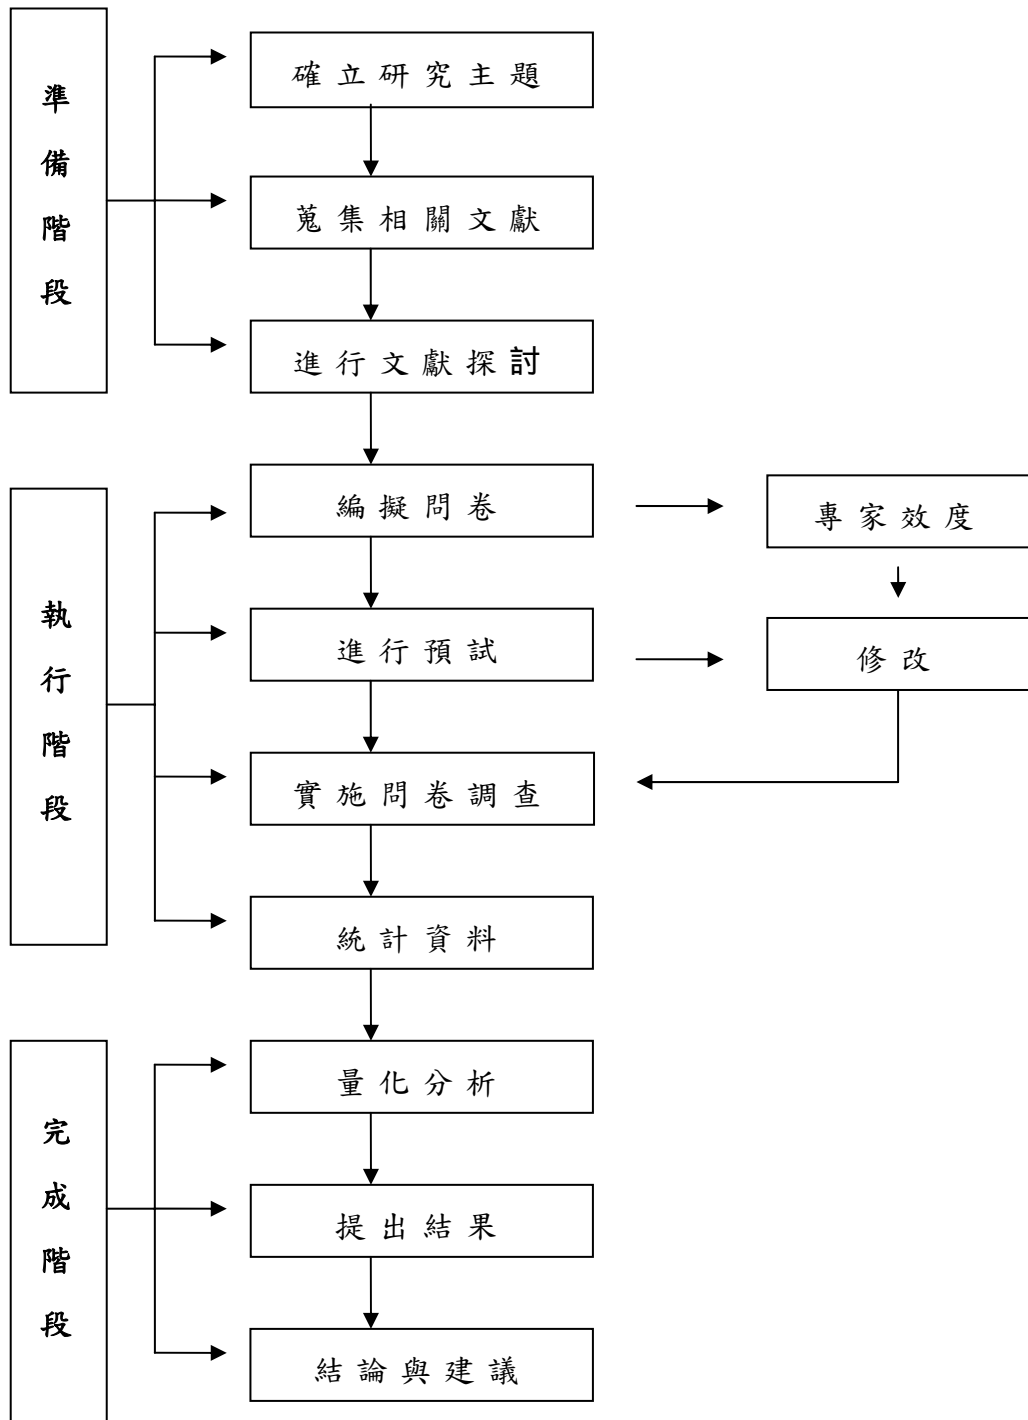 準備階段
確立研究主題
蒐集相關文獻
進行文獻探討
執行階段
編擬問卷
專家效度
進行預試
修改
實施問卷調查
統計資料
完成階段
量化分析
提出結果
結論與建議